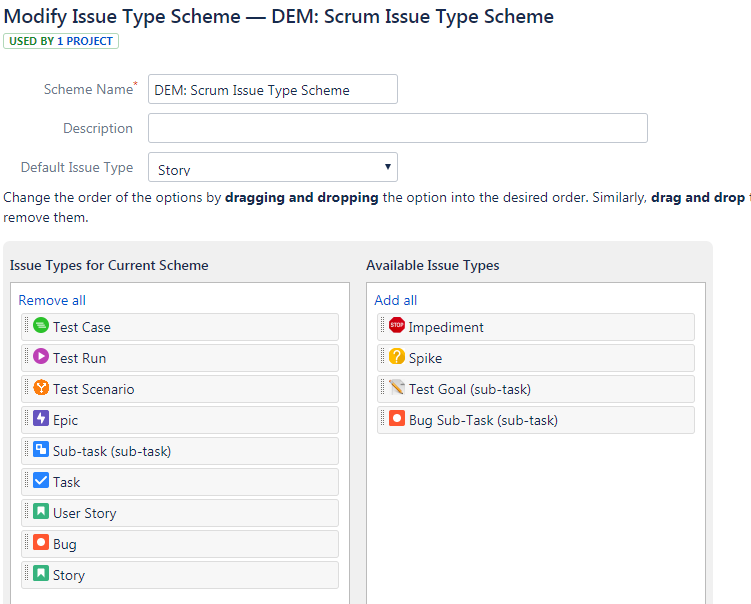 Modify Issue Type Scheme — DEM: Scrum Issue Type Scheme
USED BY 1 PROJECT
Scheme Name*
DEM: Scrum Issue Type Scheme
Description
Default Issue Type
Story
Change the order of the options by dragging and dropping the option into the desired order. Similarly, drag and drop
remove them.
Issue Types for Current Scheme
Remove all
Test Case
Test Run
Test Scenario
Epic
Sub-task (sub-task)
Task
User Story
Bug
Story
Available Issue Types
Add all
STOP Impediment
Spike
Test Goal (sub-task)
Bug Sub-Task (sub-task)